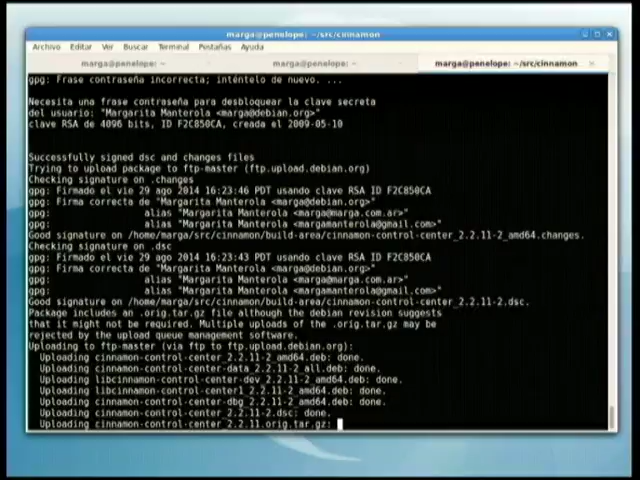 marga@penelope: ~/src/cinnamon
Archivo Editar Ver Buscar Terminal Pestañas Ayuda
marga@penelope: ~ marga@penelope: ~ marga@penelope: ~/src/cinnamon
gpg: Frase contraseña incorrecta; inténtelo de nuevo. ...
Necesita una frase contraseña para desbloquear la clave secreta
del usuario: "Margarita Manterola <marga@debian.org>"
clave RSA de 4096 bits, ID F2C850CA, creada el 2009-05-10
Successfully signed dsc and changes files
Trying to upload package to ftp-master (ftp.upload.debian.org)
Checking signature on .changes
gpg: Firmado el vie 29 ago 2014 16:23:46 PDT usando clave RSA ID F2C850CA
gpg: Firma correcta de "Margarita Manterola <marga@debian.org>"
gpg: alias "Margarita Manterola <marga@marga.com.ar>"
gpg: alias "Margarita Manterola <margamanterola@gmail.com>"
Good signature on /home/marga/src/cinnamon/build-area/cinnamon-control-center_2.2.11-2_amd64.changes.
Checking signature on .dsc
gpg: Firmado el vie 29 ago 2014 16:23:43 PDT usando clave RSA ID F2C850CA
gpg: Firma correcta de "Margarita Manterola <marga@debian.org>"
gpg: alias "Margarita Manterola <marga@marga.com.ar>"
gpg: alias "Margarita Manterola <margamanterola@gmail.com>"
Good signature on /home/marga/src/cinnamon/build-area/cinnamon-control-center_2.2.11-2.dsc.
Package includes an .orig.tar.gz file although the debian revision suggests
that it might not be required. Multiple uploads of the .orig.tar.gz may be
rejected by the upload queue management software.
Uploading to ftp-master (via ftp to ftp.upload.debian.org):
Uploading cinnamon-control-center_2.2.11-2_amd64.deb: done.
Uploading cinnamon-control-center-data_2.2.11-2_all.deb: done.
Uploading libcinnamon-control-center-dev_2.2.11-2_amd64.deb: done.
Uploading libcinnamon-control-center1_2.2.11-2_amd64.deb: done.
Uploading cinnamon-control-center-dbg_2.2.11-2_amd64.deb: done.
Uploading cinnamon-control-center_2.2.11-2.dsc: done.
Uploading cinnamon-control-center_2.2.11.orig.tar.gz: